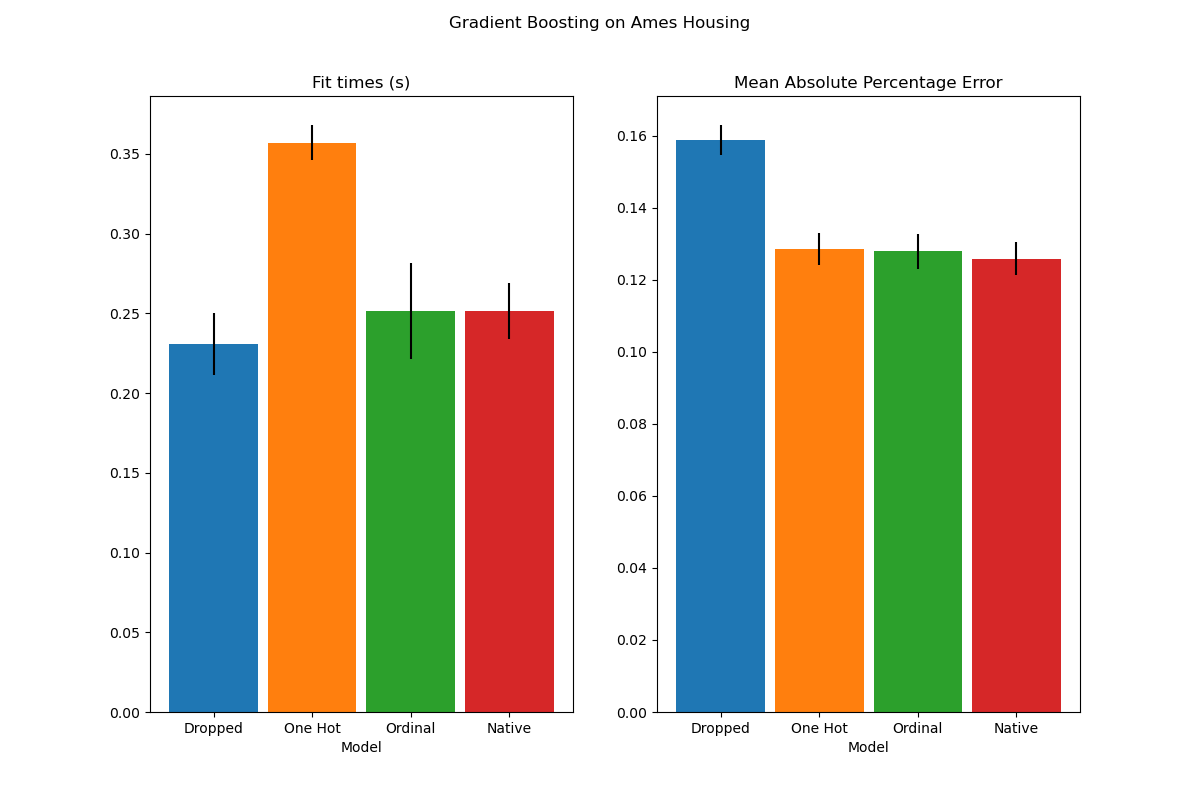 Gradient Boosting on Ames Housing
Fit times (s)
0.35
0.30
0.25
0.20
0.15
0.10
0.05
0.00
Dropped One Hot Ordinal Native
Model
Mean Absolute Percentage Error
0.16
0.14
0.12
0.10
0.08
0.06
0.04
0.02
0.00
Dropped One Hot Ordinal Native
Model